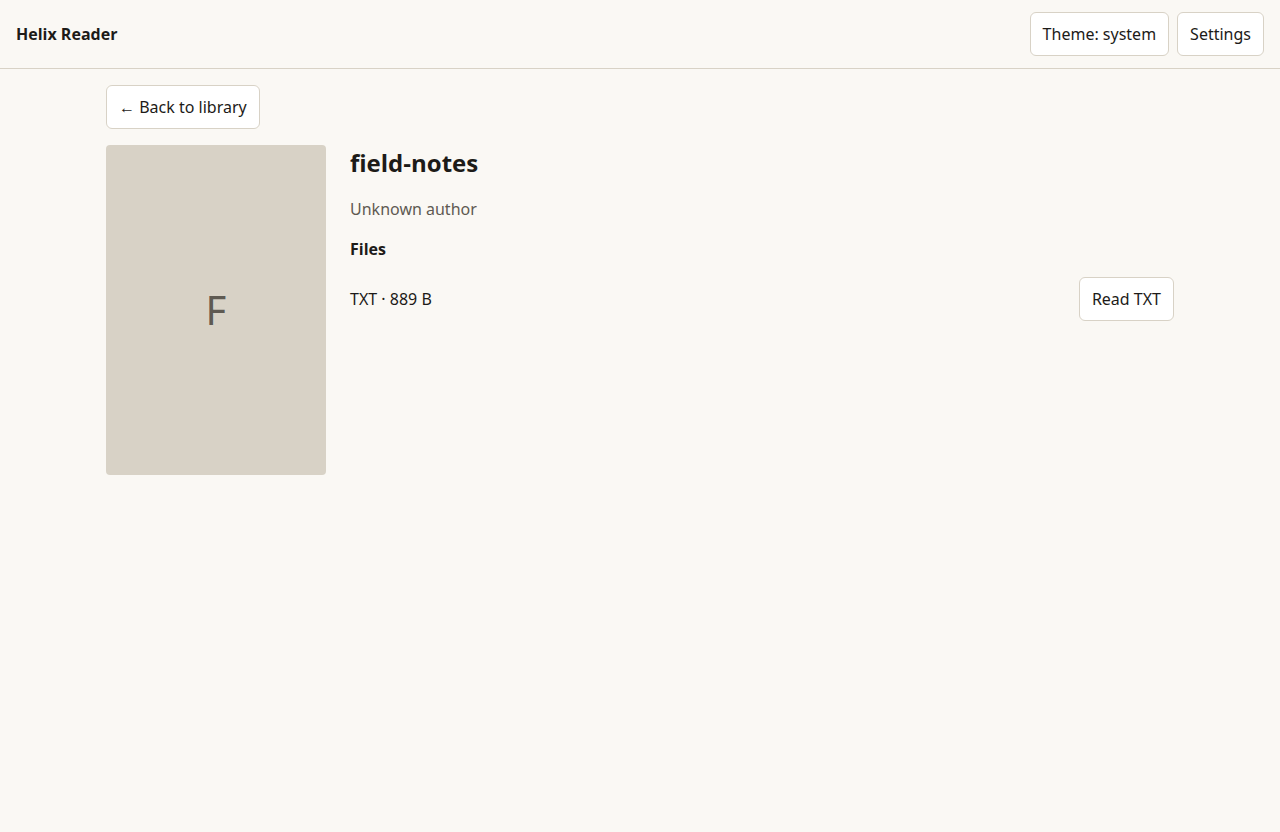 Helix Reader
Theme: system
Settings
← Back to library
F
field-notes
Unknown author
Files
TXT · 889 B
Read TXT